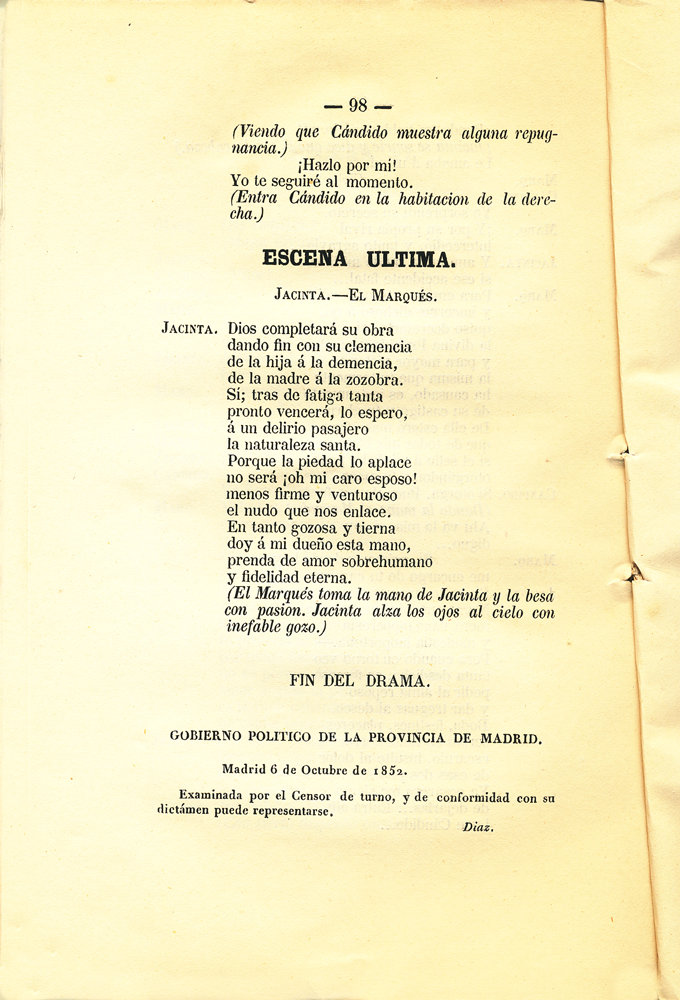 — 98 —
(Viendo que Cándido muestra alguna repug-
nancia.)
¡Hazlo por mí!
Yo te seguiré al momento.
(Entra Cándido en la habitacion de la dere-
cha.)
ESCENA ULTIMA.
JACINTA.—EL MARQUÉS.
JACINTA. Dios completará su obra
dando fin con su clemencia
de la hija á la demencia,
de la madre á la zozobra.
Sí; tras de fatiga tanta
pronto vencerá, lo espero,
á un delirio pasajero
la naturaleza santa.
Porque la piedad lo aplace
no será ¡oh mi caro esposo!
menos firme y venturoso
el nudo que nos enlace.
En tanto gozosa y tierna
doy á mi dueño esta mano,
prenda de amor sobrehumano
y fidelidad eterna.
(El Marqués toma la mano de Jacinta y la besa
con pasion. Jacinta alza los ojos al cielo con
inefable gozo.)
FIN DEL DRAMA.
GOBIERNO POLITICO DE LA PROVINCIA DE MADRID.
Madrid 6 de Octubre de 1852.
Examinada por el Censor de turno, y de conformidad con su
dictámen puede representarse.
Diaz.